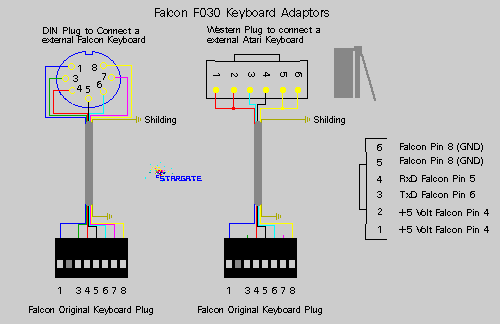 Falcon F030 Keyboard Adaptors
DIN Plug to Connect a
external Falcon Keyboard
Western Plug to connect a
external Atari Keyboard
1 8
3 7
4 5 6
1 2 3 4 5 6
Shilding
Shilding
STARGATE
6 Falcon Pin 8 (GND)
5 Falcon Pin 8 (GND)
4 RxD Falcon Pin 5
3 TxD Falcon Pin 6
2 +5 Volt Falcon Pin 4
1 +5 Volt Falcon Pin 4
1 3 4 5 6 7 8
1 3 4 5 6 7 8
Falcon Original Keyboard Plug
Falcon Original Keyboard Plug